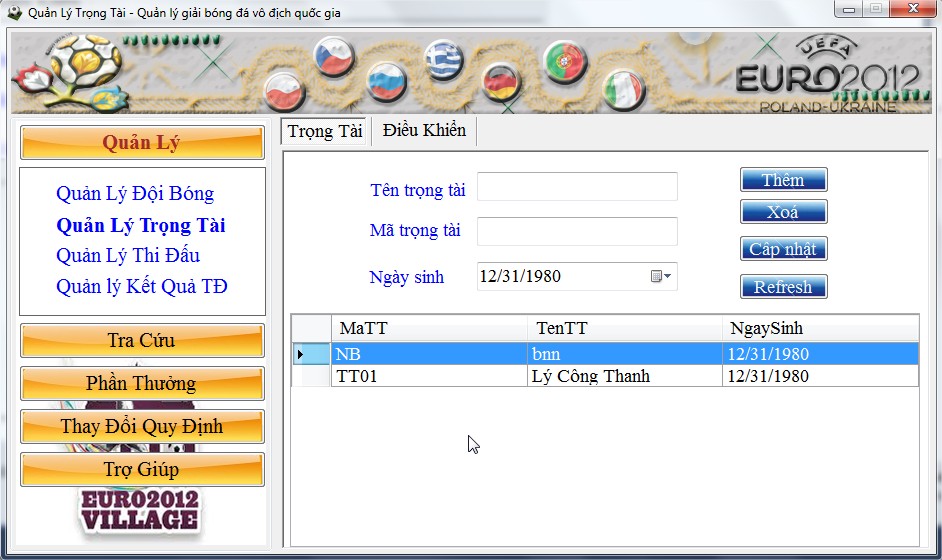 Quản Lý Trọng Tài - Quản lý giải bóng đá vô địch quốc gia
UEFA
EURO2012
POLAND-UKRAINE
Quản Lý
Quản Lý Đội Bóng
Quản Lý Trọng Tài
Quản Lý Thi Đấu
Quản lý Kết Quả TĐ
Tra Cứu
Phần Thưởng
Thay Đổi Quy Định
Trợ Giúp
EURO2012
VILLAGE
Trọng Tài
Điều Khiển
Tên trọng tài
Mã trọng tài
Ngày sinh
12/31/1980
Thêm
Xoá
Cập nhật
Refresh
MaTT TenTT NgaySinh
NB bnn 12/31/1980
TT01 Lý Công Thanh 12/31/1980